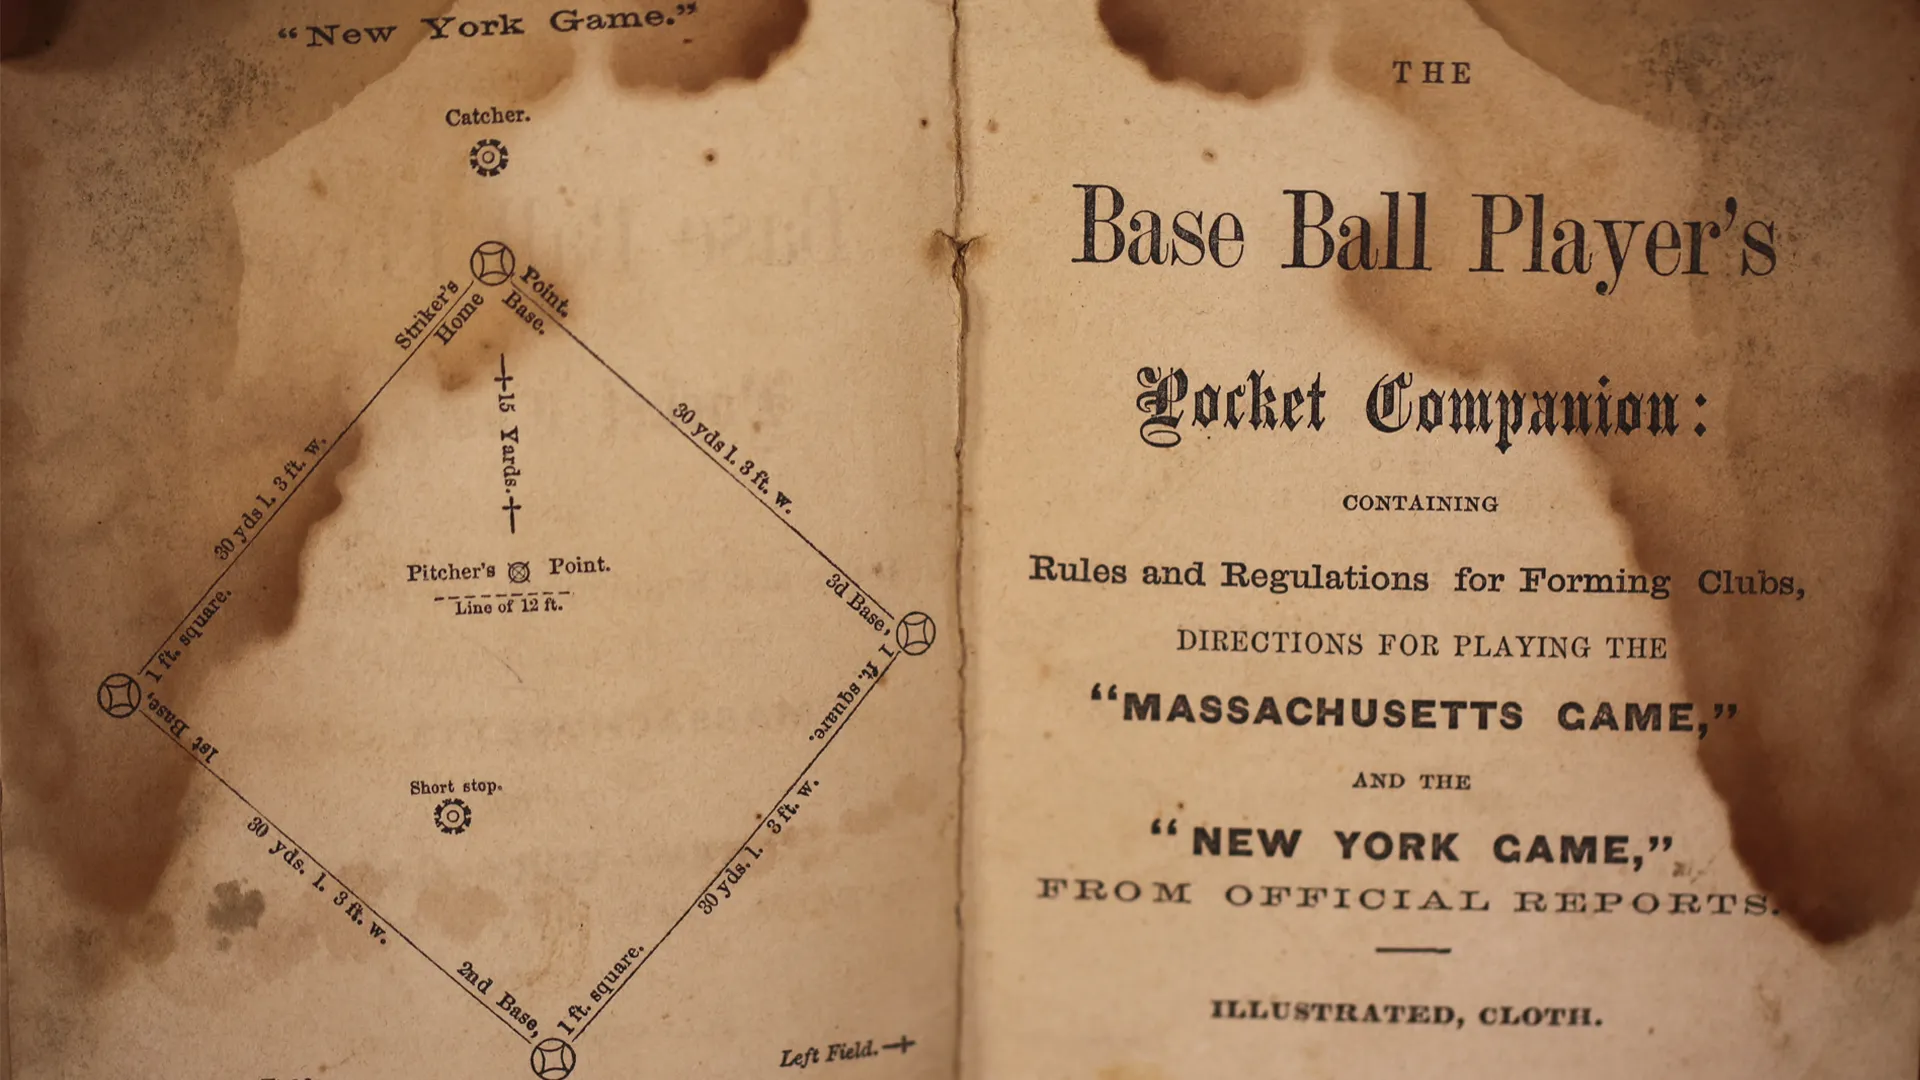 "New York Game."
Catcher.
Striker's Point.
Home Base.
15 Yards.
30 yds l. 3 ft. w.
30 yds l. 3 ft. w.
Pitcher's Point.
Line of 12 ft.
1st Base, 1 ft. square.
3d Base, 1 ft. square.
Short stop.
30 yds. l. 3 ft. w.
30 yds. l. 3 ft. w.
2nd Base, 1 ft. square.
Left Field.
THE
Base Ball Player's
Pocket Companion:
CONTAINING
Rules and Regulations for Forming Clubs,
DIRECTIONS FOR PLAYING THE
"MASSACHUSETTS GAME,"
AND THE
"NEW YORK GAME,"
FROM OFFICIAL REPORTS.
ILLUSTRATED, CLOTH.